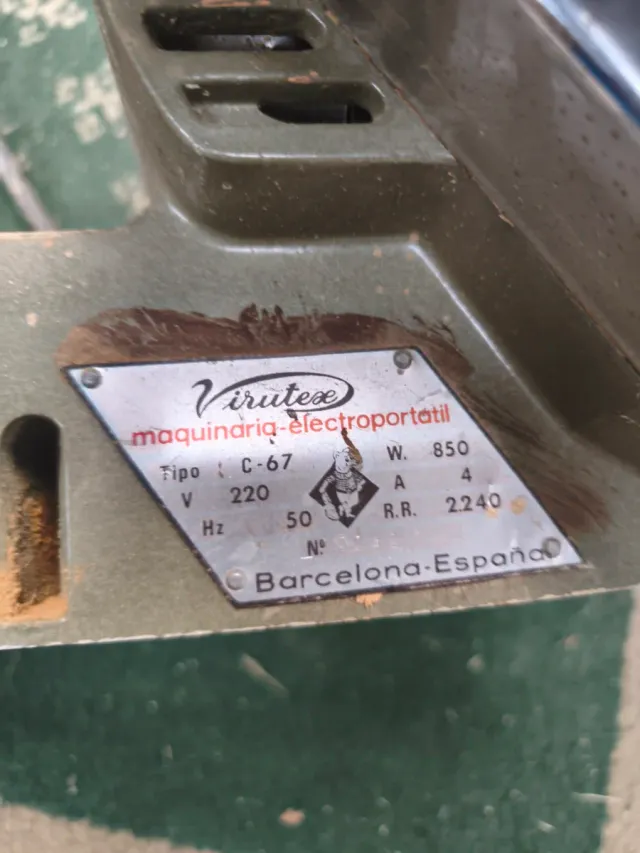 Virutex
maquinaria-electroportatil
Tipo C-67 W. 850
V 220 A 4
Hz 50 R.R. 2.240
Nº
Barcelona-España